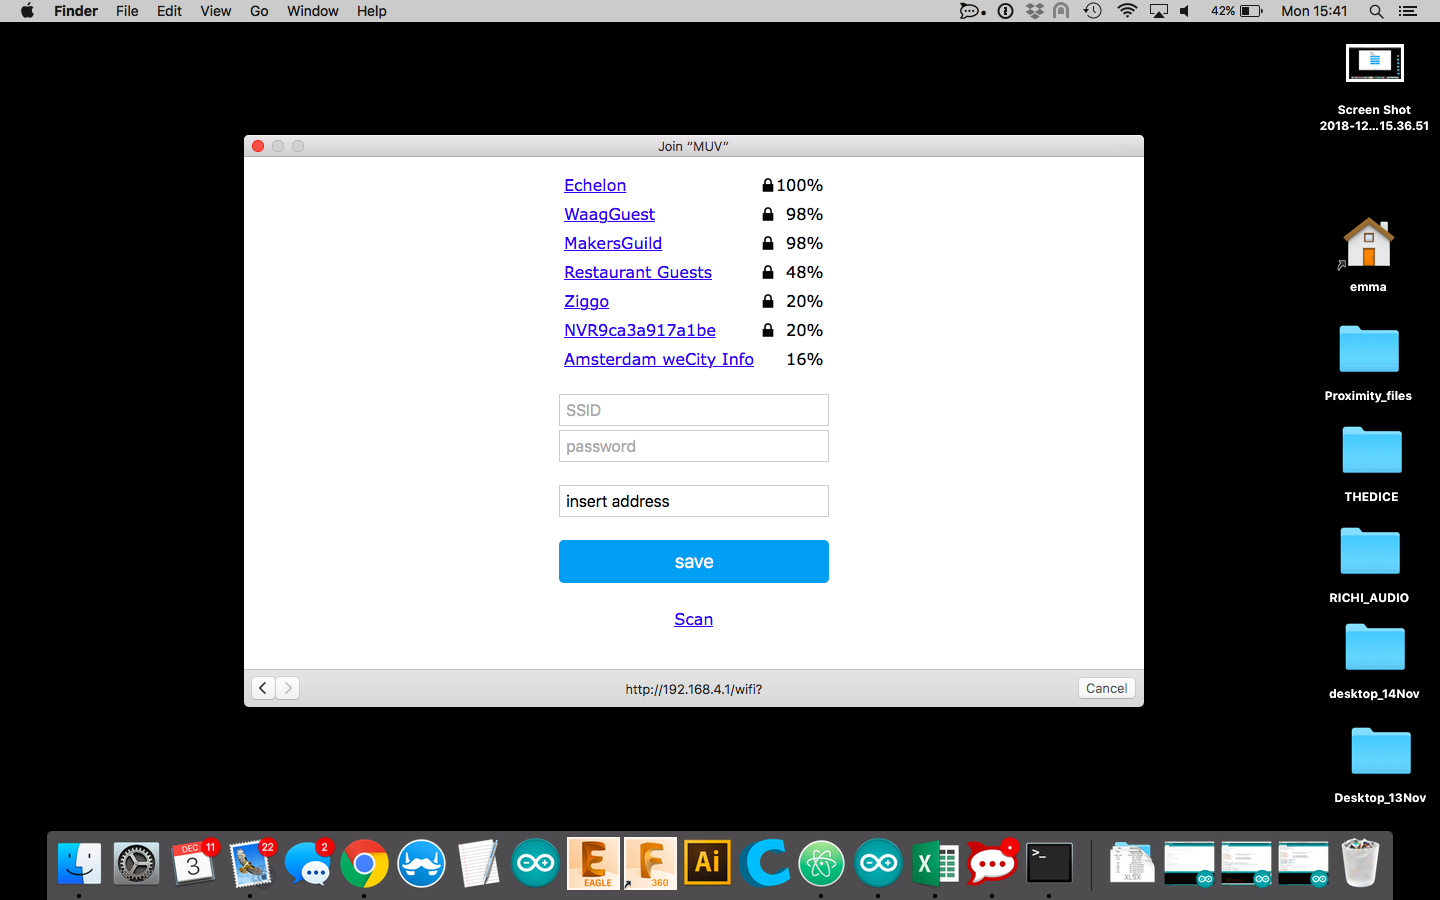 Finder File Edit View Go Window Help
42% Mon 15:41
Screen Shot
2018-12...15.36.51
Join “MUV“
Echelon 100%
WaagGuest 98%
MakersGuild 98%
Restaurant Guests 48%
Ziggo 20%
NVR9ca3a917a1be 20%
Amsterdam weCity Info 16%
SSID
password
insert address
save
Scan
http://192.168.4.1/wifi?
Cancel
emma
Proximity_files
THEDICE
RICHI_AUDIO
desktop_14Nov
Desktop_13Nov
DEC 11
3
22
2
E
EAGLE
F
360
Ai
C
X
>_
XLSX